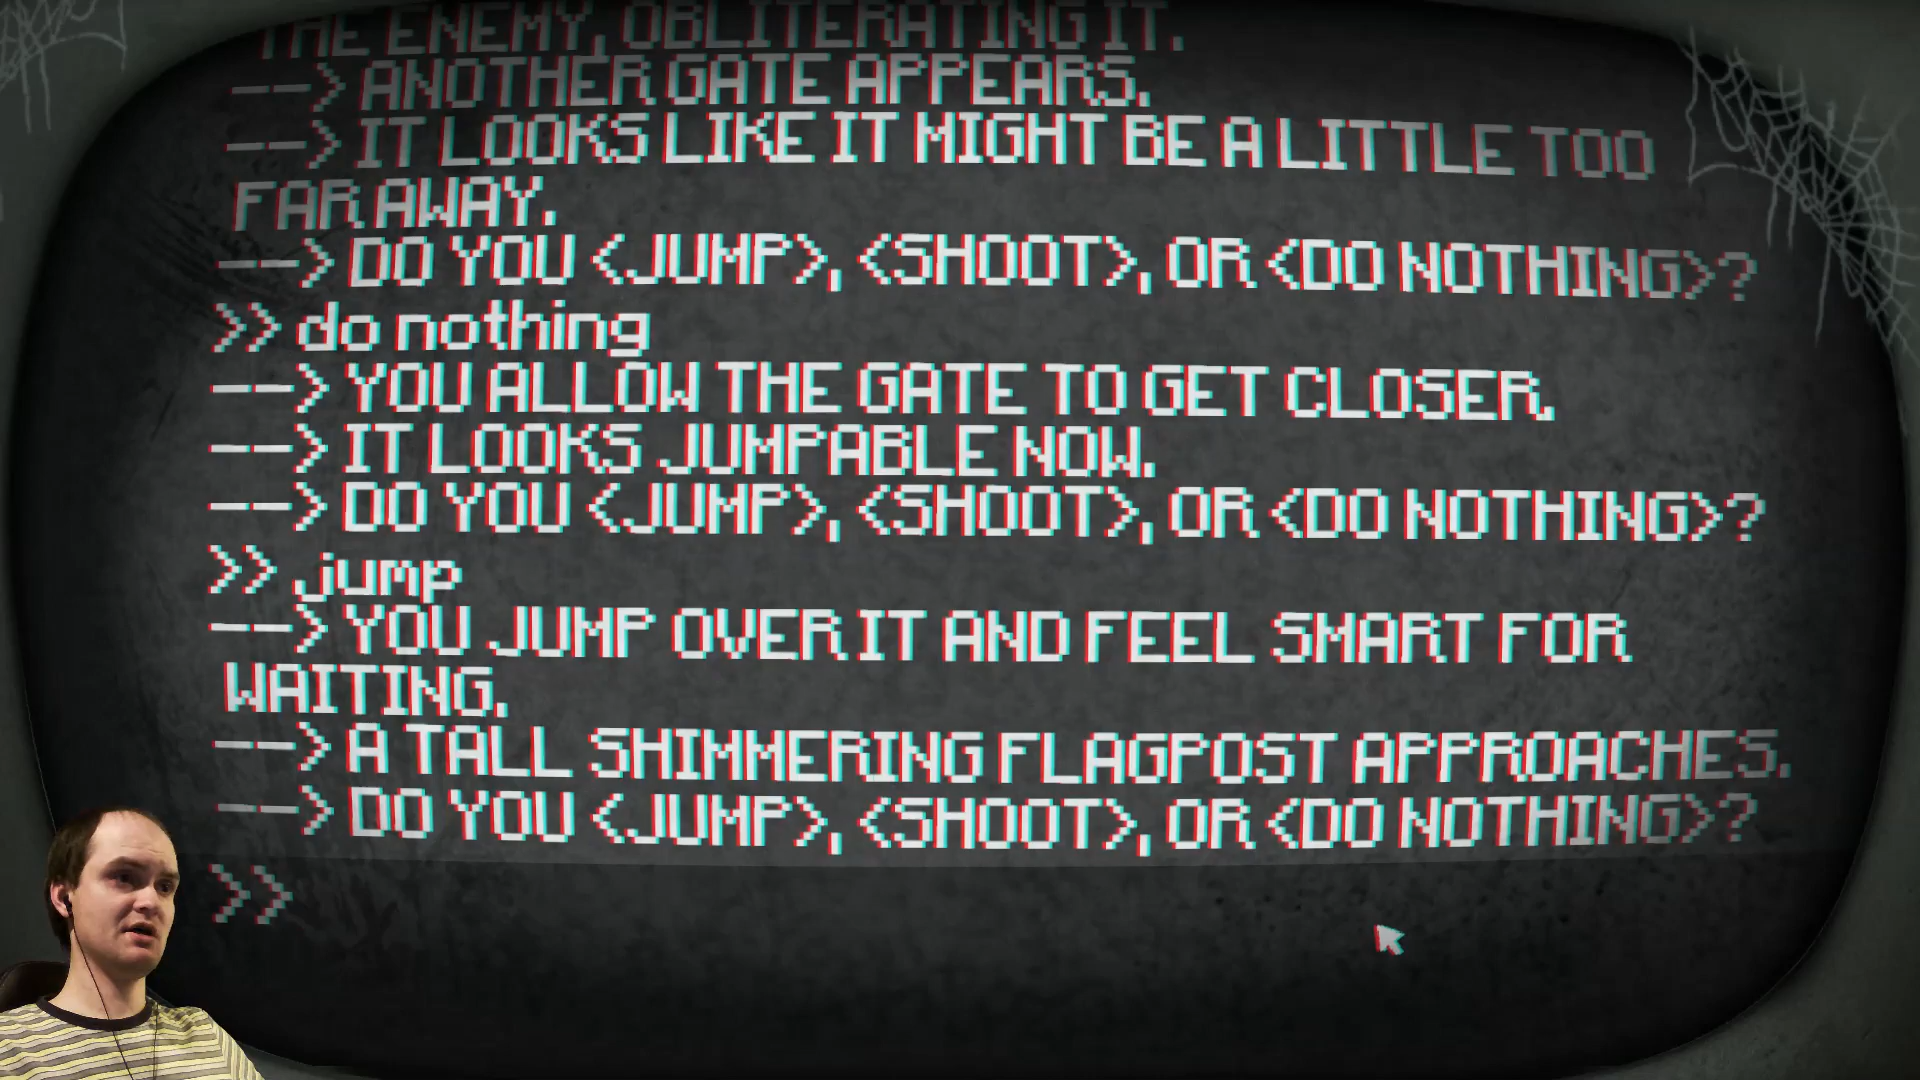 THE ENEMY, OBLITERATING IT.
--> ANOTHER GATE APPEARS.
--> IT LOOKS LIKE IT MIGHT BE A LITTLE TOO
FAR AWAY.
--> DO YOU <JUMP>, <SHOOT>, OR <DO NOTHING>?
>> do nothing
--> YOU ALLOW THE GATE TO GET CLOSER.
--> IT LOOKS JUMPABLE NOW.
--> DO YOU <JUMP>, <SHOOT>, OR <DO NOTHING>?
>> jump
--> YOU JUMP OVER IT AND FEEL SMART FOR
WAITING.
--> A TALL SHIMMERING FLAGPOST APPROACHES.
--> DO YOU <JUMP>, <SHOOT>, OR <DO NOTHING>?
>>